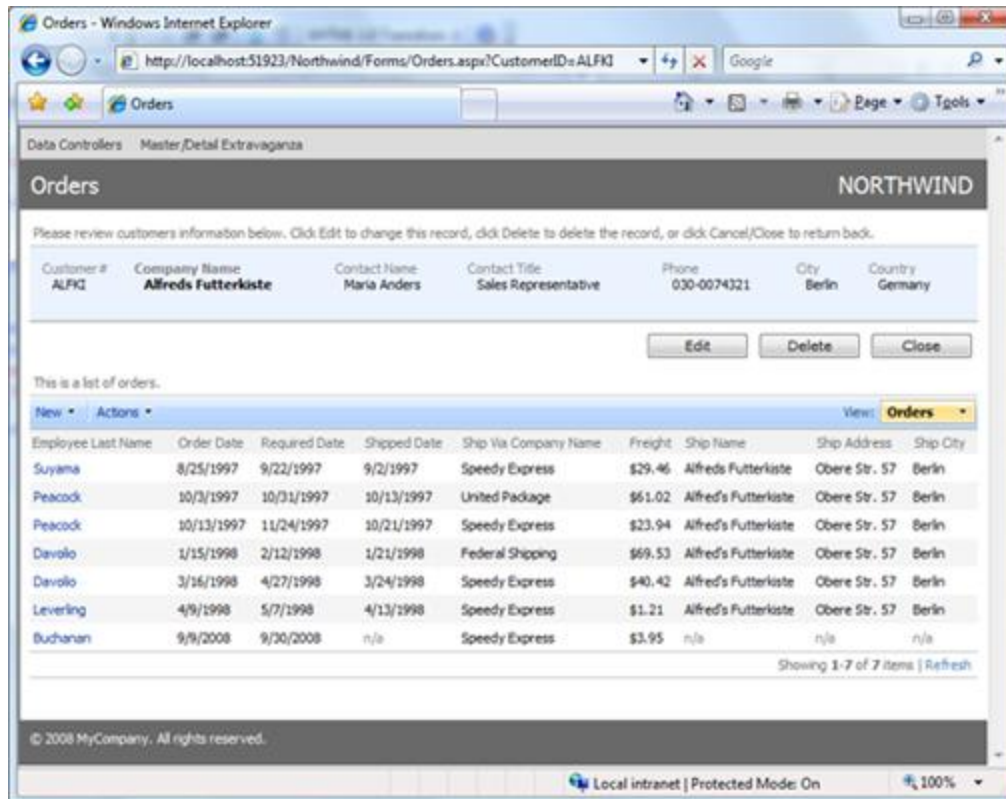 Orders - Windows Internet Explorer
http://localhost:51923/Northwind/Forms/Orders.aspx?CustomerID=ALFKI Google
Orders Page Tools
Data Controllers Master/Detail Extravaganza
Orders NORTHWIND
Please review customers information below. Click Edit to change this record, click Delete to delete the record, or click Cancel/Close to return back.
Customer # Company Name Contact Name Contact Title Phone City Country
ALFKI Alfreds Futterkiste Maria Anders Sales Representative 030-0074321 Berlin Germany
Edit Delete Close
This is a list of orders.
New Actions View: Orders
Employee Last Name Order Date Required Date Shipped Date Ship Via Company Name Freight Ship Name Ship Address Ship City
Suyama 8/25/1997 9/22/1997 9/2/1997 Speedy Express $29.46 Alfreds Futterkiste Obere Str. 57 Berlin
Peacock 10/3/1997 10/31/1997 10/13/1997 United Package $61.02 Alfred's Futterkiste Obere Str. 57 Berlin
Peacock 10/13/1997 11/24/1997 10/21/1997 Speedy Express $23.94 Alfred's Futterkiste Obere Str. 57 Berlin
Davolio 1/15/1998 2/12/1998 1/21/1998 Federal Shipping $69.53 Alfred's Futterkiste Obere Str. 57 Berlin
Davolio 3/16/1998 4/27/1998 3/24/1998 Speedy Express $40.42 Alfred's Futterkiste Obere Str. 57 Berlin
Leverling 4/9/1998 5/7/1998 4/13/1998 Speedy Express $1.21 Alfred's Futterkiste Obere Str. 57 Berlin
Buchanan 9/9/2008 9/30/2008 n/a Speedy Express $3.95 n/a n/a n/a
Showing 1-7 of 7 items | Refresh
© 2008 MyCompany. All rights reserved.
Local intranet | Protected Mode: On 100%